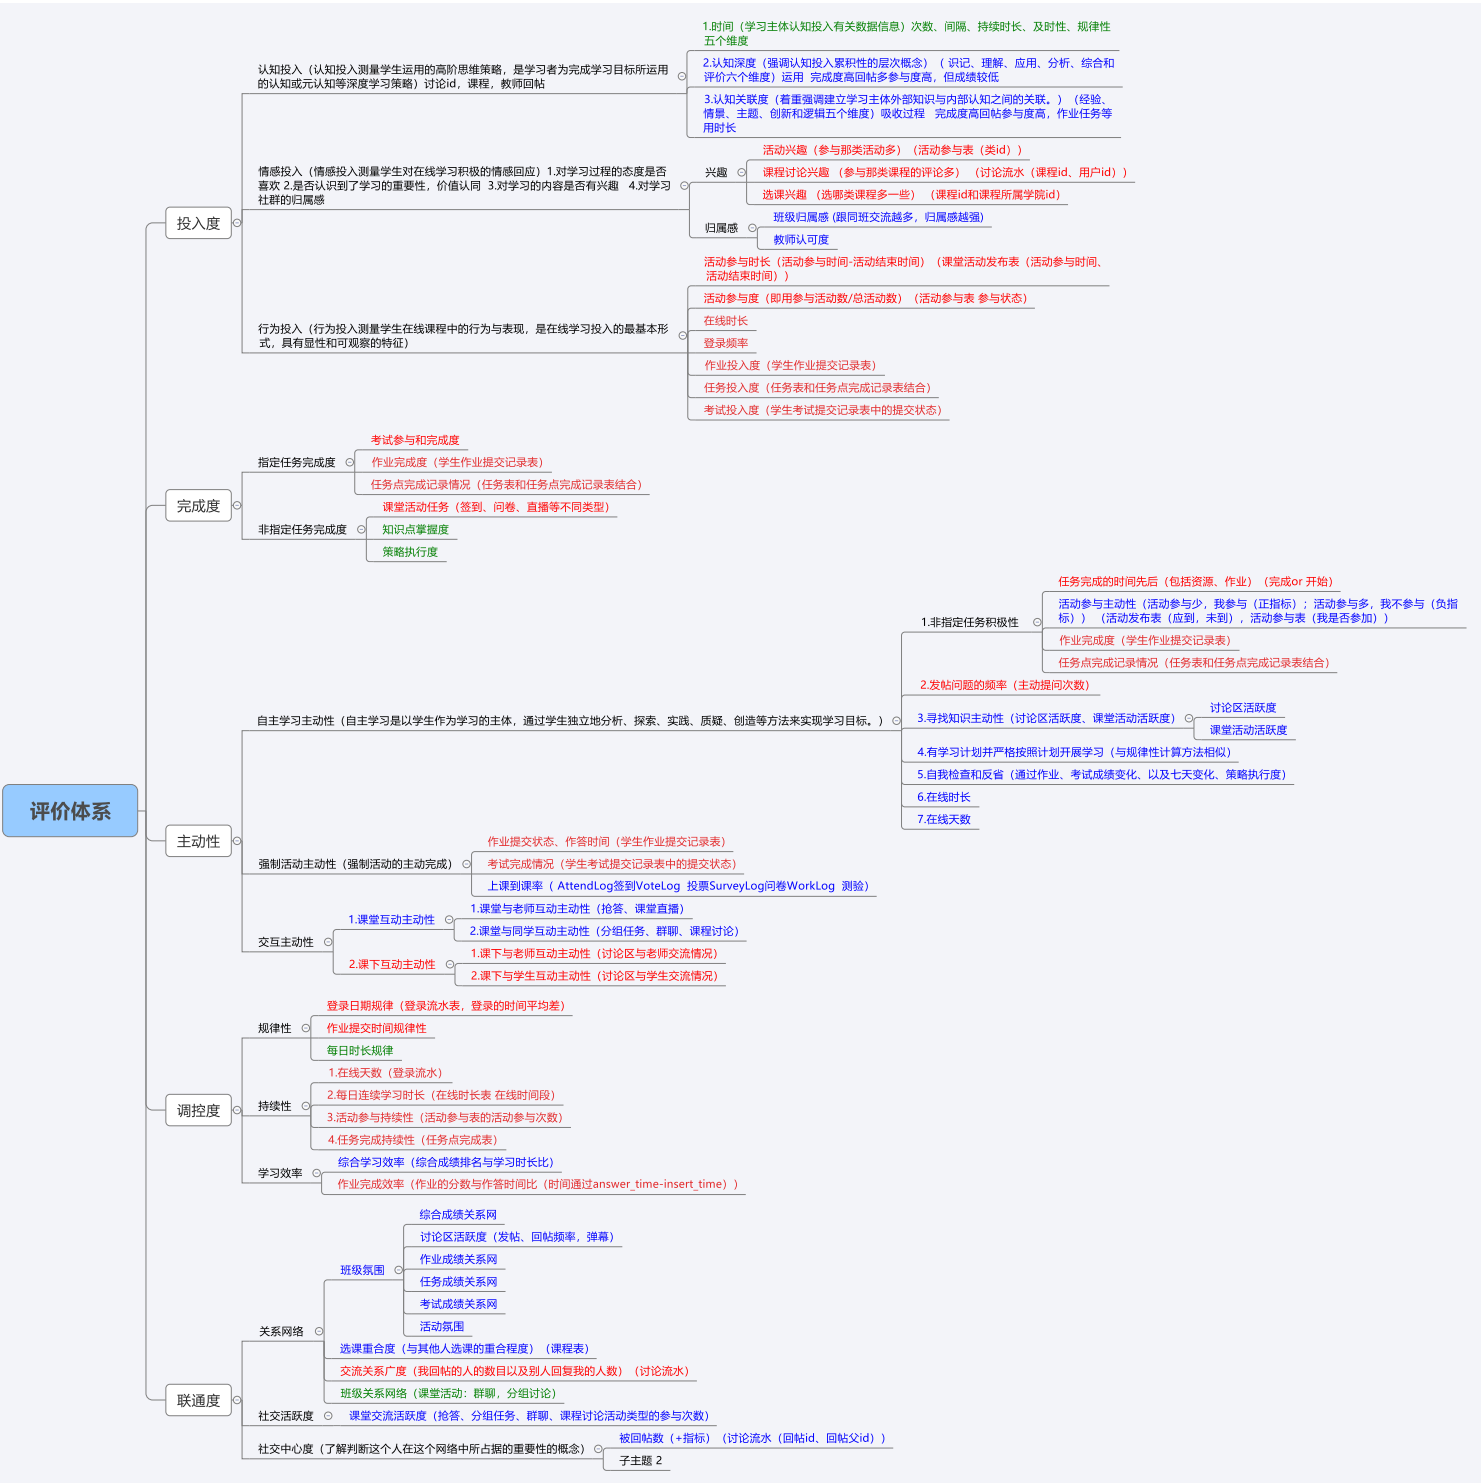 评价体系
投入度
认知投入（认知投入测量学生运用的高阶思维策略，是学习者为完成学习目标所运用
的认知或元认知等深度学习策略）讨论id，课程，教师回帖
1.时间（学习主体认知投入有关数据信息）次数、间隔、持续时长、及时性、规律性
五个维度
2.认知深度（强调认知投入累积性的层次概念）（ 识记、理解、应用、分析、综合和
评价六个维度）运用  完成度高回帖多参与度高，但成绩较低
3.认知关联度（着重强调建立学习主体外部知识与内部认知之间的关联。）（经验、
情景、主题、创新和逻辑五个维度）吸收过程   完成度高回帖参与度高，作业任务等
用时长
情感投入（情感投入测量学生对在线学习积极的情感回应）1.对学习过程的态度是否
喜欢 2.是否认识到了学习的重要性，价值认同  3.对学习的内容是否有兴趣   4.对学习
社群的归属感
兴趣
活动兴趣（参与那类活动多）（活动参与表（类id））
课程讨论兴趣 （参与那类课程的评论多） （讨论流水（课程id、用户id））
选课兴趣 （选哪类课程多一些） （课程id和课程所属学院id）
归属感
班级归属感 (跟同班交流越多，归属感越强)
教师认可度
行为投入（行为投入测量学生在线课程中的行为与表现，是在线学习投入的最基本形
式，具有显性和可观察的特征）
活动参与时长（活动参与时间-活动结束时间）（课堂活动发布表（活动参与时间、
活动结束时间））
活动参与度（即用参与活动数/总活动数）（活动参与表 参与状态）
在线时长
登录频率
作业投入度（学生作业提交记录表）
任务投入度（任务表和任务点完成记录表结合）
考试投入度（学生考试提交记录表中的提交状态）
完成度
指定任务完成度
考试参与和完成度
作业完成度（学生作业提交记录表）
任务点完成记录情况（任务表和任务点完成记录表结合）
非指定任务完成度
课堂活动任务（签到、问卷、直播等不同类型）
知识点掌握度
策略执行度
主动性
自主学习主动性（自主学习是以学生作为学习的主体，通过学生独立地分析、探索、实践、质疑、创造等方法来实现学习目标。）
1.非指定任务积极性
任务完成的时间先后（包括资源、作业）（完成or 开始）
活动参与主动性（活动参与少，我参与（正指标）；活动参与多，我不参与（负指
标）） （活动发布表（应到，未到），活动参与表（我是否参加））
作业完成度（学生作业提交记录表）
任务点完成记录情况（任务表和任务点完成记录表结合）
2.发帖问题的频率（主动提问次数）
3.寻找知识主动性（讨论区活跃度、课堂活动活跃度）
讨论区活跃度
课堂活动活跃度
4.有学习计划并严格按照计划开展学习（与规律性计算方法相似）
5.自我检查和反省（通过作业、考试成绩变化、以及七天变化、策略执行度）
6.在线时长
7.在线天数
强制活动主动性（强制活动的主动完成）
作业提交状态、作答时间（学生作业提交记录表）
考试完成情况（学生考试提交记录表中的提交状态）
上课到课率（ AttendLog签到VoteLog  投票SurveyLog问卷WorkLog  测验）
交互主动性
1.课堂互动主动性
1.课堂与老师互动主动性（抢答、课堂直播）
2.课堂与同学互动主动性（分组任务、群聊、课程讨论）
2.课下互动主动性
1.课下与老师互动主动性（讨论区与老师交流情况）
2.课下与学生互动主动性（讨论区与学生交流情况）
调控度
规律性
登录日期规律（登录流水表，登录的时间平均差）
作业提交时间规律性
每日时长规律
持续性
1.在线天数（登录流水）
2.每日连续学习时长（在线时长表 在线时间段）
3.活动参与持续性（活动参与表的活动参与次数）
4.任务完成持续性（任务点完成表）
学习效率
综合学习效率（综合成绩排名与学习时长比）
作业完成效率（作业的分数与作答时间比（时间通过answer_time-insert_time））
联通度
关系网络
班级氛围
综合成绩关系网
讨论区活跃度（发帖、回帖频率，弹幕）
作业成绩关系网
任务成绩关系网
考试成绩关系网
活动氛围
选课重合度（与其他人选课的重合程度）（课程表）
交流关系广度（我回帖的人的数目以及别人回复我的人数）（讨论流水）
班级关系网络（课堂活动：群聊，分组讨论）
社交活跃度
课堂交流活跃度（抢答、分组任务、群聊、课程讨论活动类型的参与次数）
社交中心度（了解判断这个人在这个网络中所占据的重要性的概念）
被回帖数（+指标）（讨论流水（回帖id、回帖父id））
子主题 2